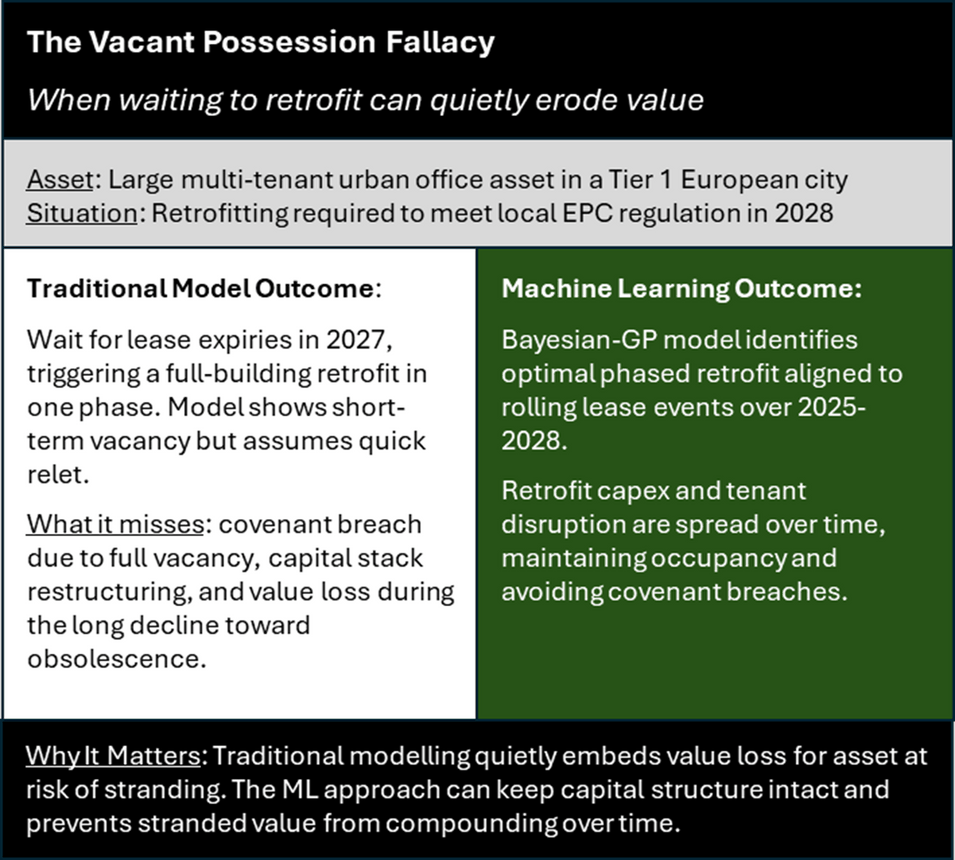 The Vacant Possession Fallacy
When waiting to retrofit can quietly erode value
Asset: Large multi-tenant urban office asset in a Tier 1 European city
Situation: Retrofitting required to meet local EPC regulation in 2028
Traditional Model Outcome:
Wait for lease expiries in 2027,
triggering a full-building retrofit in
one phase. Model shows short-
term vacancy but assumes quick
relet.
What it misses: covenant breach
due to full vacancy, capital stack
restructuring, and value loss during
the long decline toward
obsolescence.
Machine Learning Outcome:
Bayesian-GP model identifies
optimal phased retrofit aligned to
rolling lease events over 2025-
2028.
Retrofit capex and tenant
disruption are spread over time,
maintaining occupancy and
avoiding covenant breaches.
Why It Matters: Traditional modelling quietly embeds value loss for asset at
risk of stranding. The ML approach can keep capital structure intact and
prevents stranded value from compounding over time.